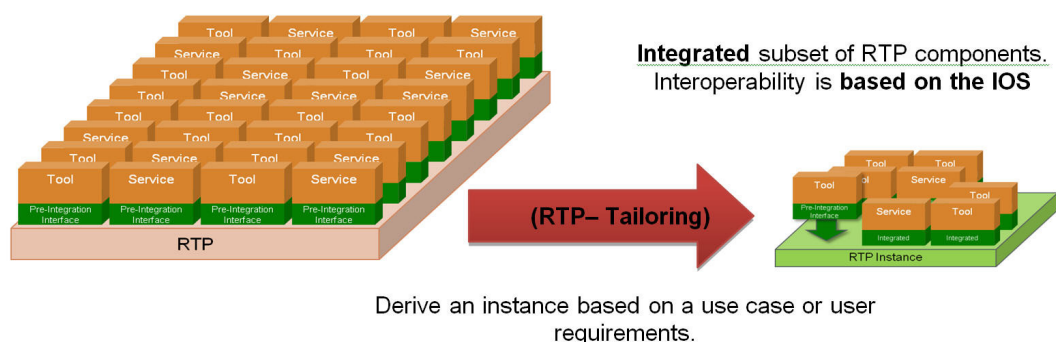 Tool Service Tool Service
Service Tool Tool Tool
Tool Service Tool Service
Tool Service Service Service
Tool Tool Tool Tool
Service Tool Tool Tool
Tool Service Tool Service
Tool Service Tool Service
Pre-Integration Pre-Integration Pre-Integration Pre-Integration
Interface Interface Interface Interface
RTP
Integrated subset of RTP components.
Interoperability is based on the IOS
(RTP– Tailoring)
Tool Tool
Tool Tool Service
Tool
Pre-Integration
Interface
Service Tool
Integrated Integrated
RTP Instance
Derive an instance based on a use case or user
requirements.